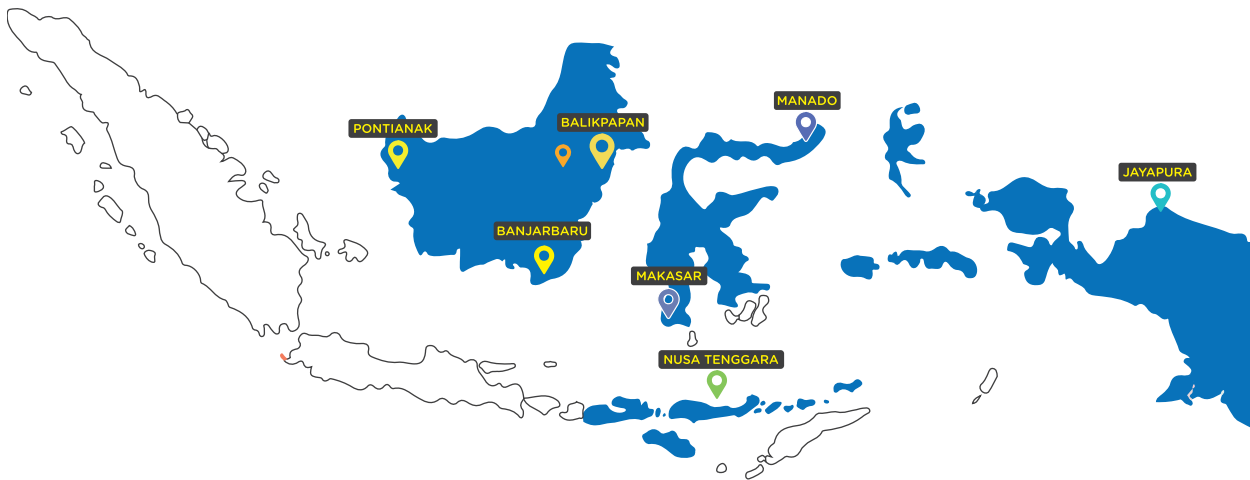 MANADO
BALIKPAPAN
PONTIANAK
JAYAPURA
BANJARBARU
MAKASAR
NUSA TENGGARA